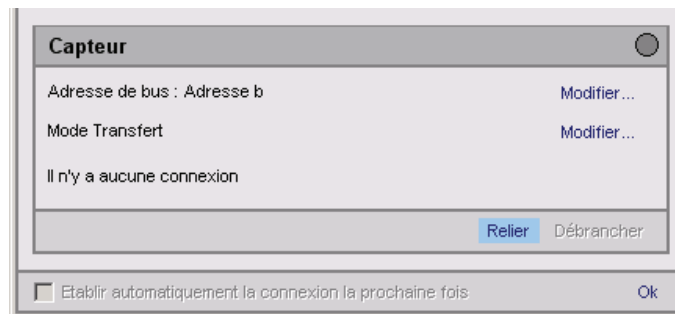 Capteur
Adresse de bus : Adresse b Modifier...
Mode Transfert Modifier...
Il n'y a aucune connexion
Relier Débrancher
Etablir automatiquement la connexion la prochaine fois Ok